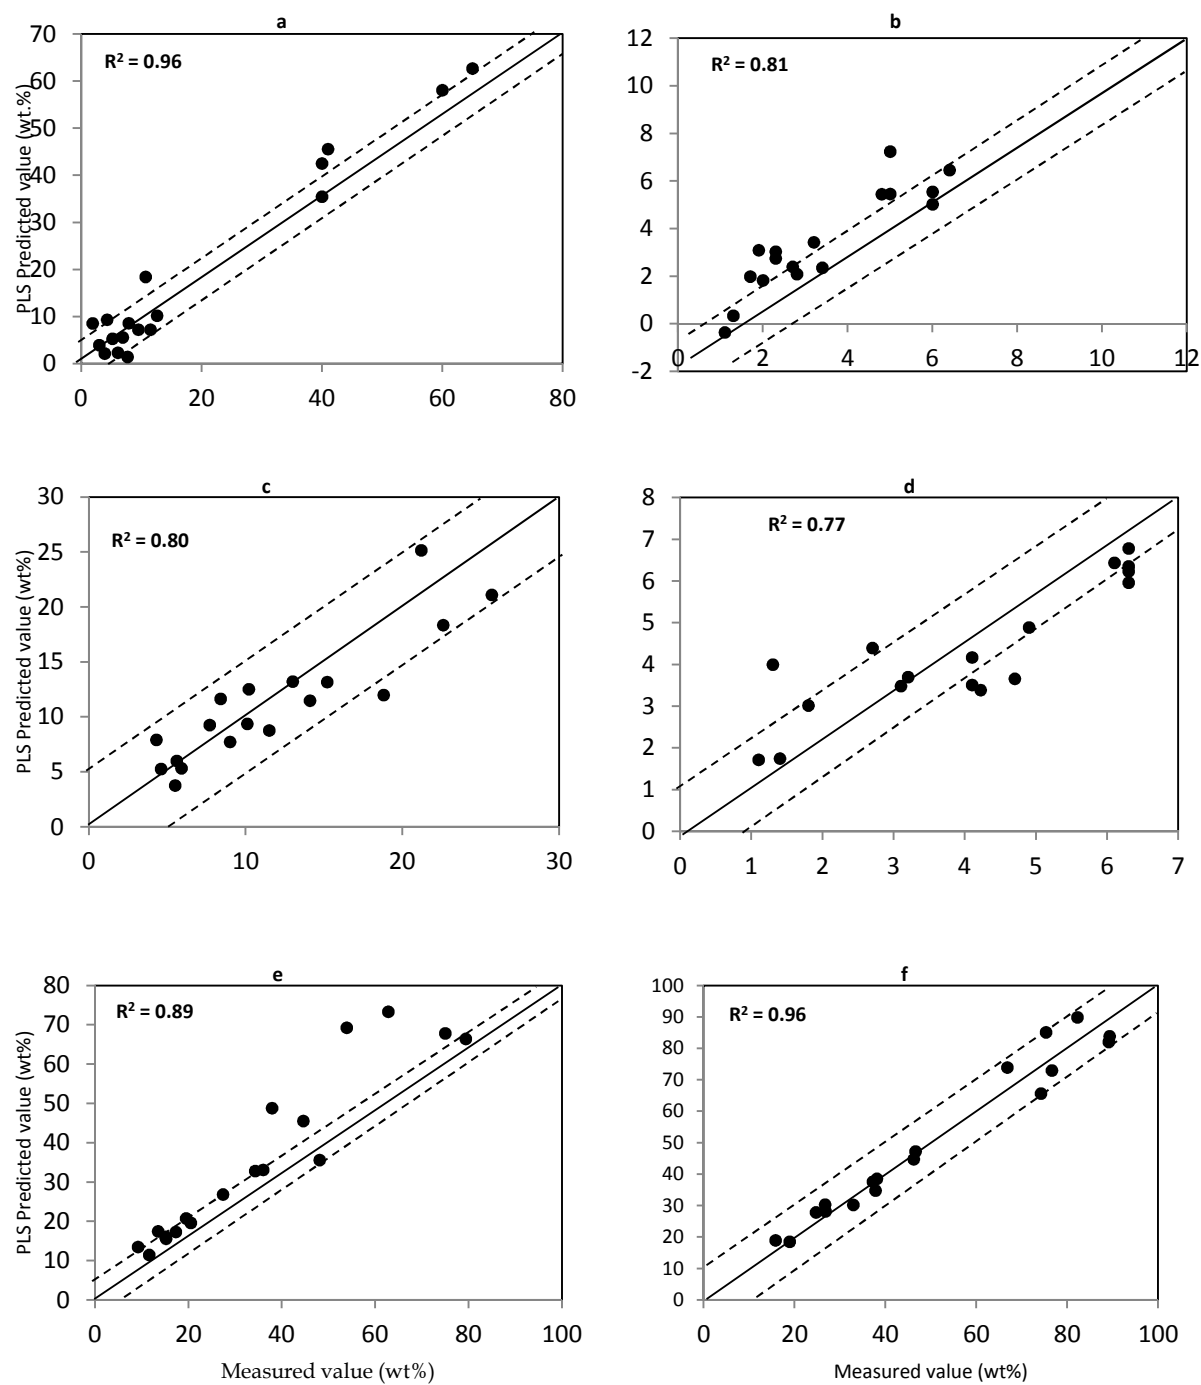 a
R² = 0.96
PLS Predicted value (wt.%)
70
60
50
40
30
20
10
0
0 20 40 60 80
b
R² = 0.81
12
10
8
6
4
2
0
-2
0 2 4 6 8 10 12
c
R² = 0.80
PLS Predicted value (wt%)
30
25
20
15
10
5
0
0 10 20 30
d
R² = 0.77
8
7
6
5
4
3
2
1
0
0 1 2 3 4 5 6 7
e
R² = 0.89
PLS Predicted value (wt%)
80
70
60
50
40
30
20
10
0
0 20 40 60 80 100
Measured value (wt%)
f
R² = 0.96
100
90
80
70
60
50
40
30
20
10
0
0 20 40 60 80 100
Measured value (wt%)